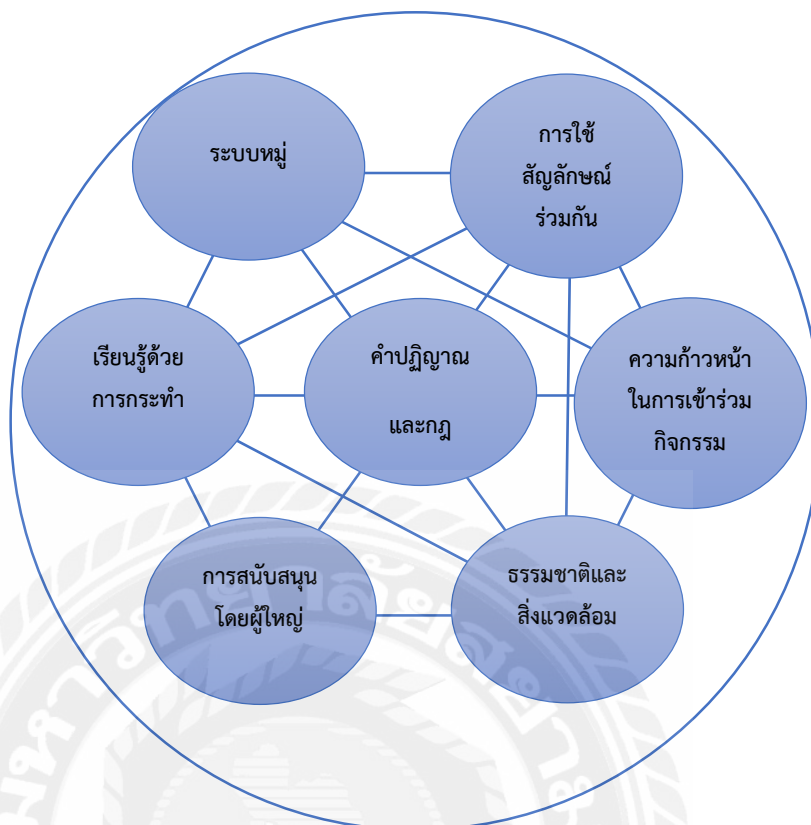 ระบบหมู่
การใช้
สัญลักษณ์
ร่วมกัน
เรียนรู้ด้วย
การกระทำ
คำปฏิญาณ
และกฎ
ความก้าวหน้า
ในการเข้าร่วม
กิจกรรม
การสนับสนุน
โดยผู้ใหญ่
ธรรมชาติและ
สิ่งแวดล้อม